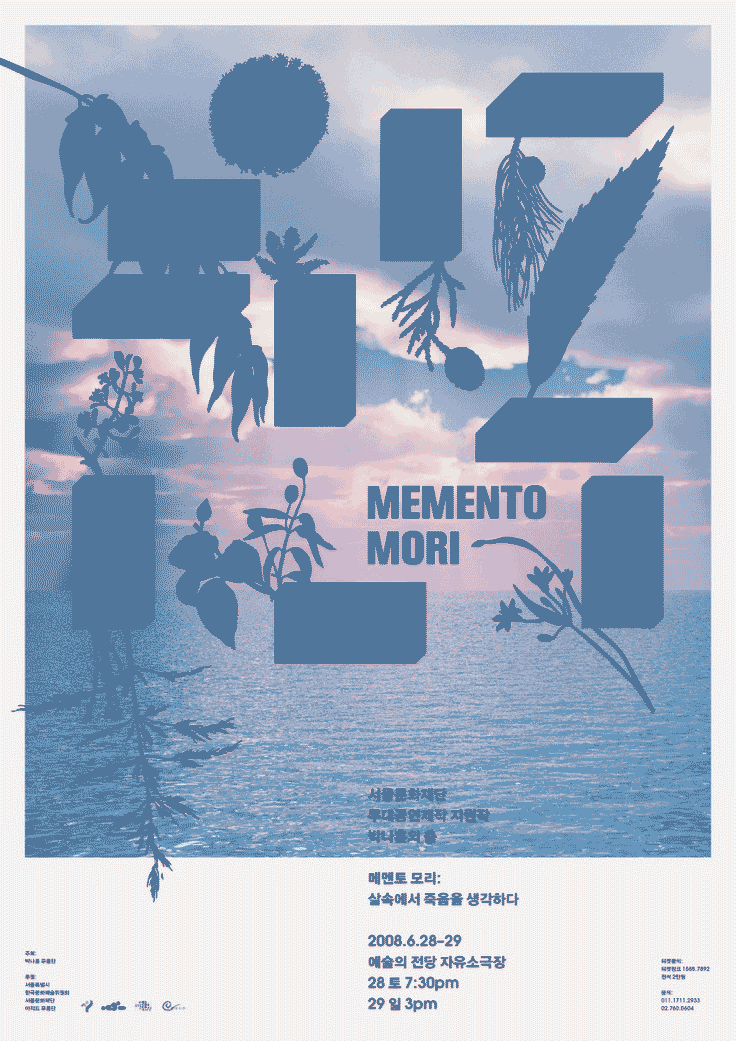 MEMENTO
MORI
서울문화재단
무대공연제작 지원작
박나훈의 춤
메멘토 모리:
삶속에서 죽음을 생각하다
2008.6.28–29
예술의 전당 자유소극장
28 토 7:30pm
29 일 3pm
주최:
박나훈 무용단
후원:
서울특별시
한국문화예술위원회
서울문화재단
티켓문의:
티켓링크 1588.7892
전석 2만원
문의:
011.1711.2933
02.760.0604